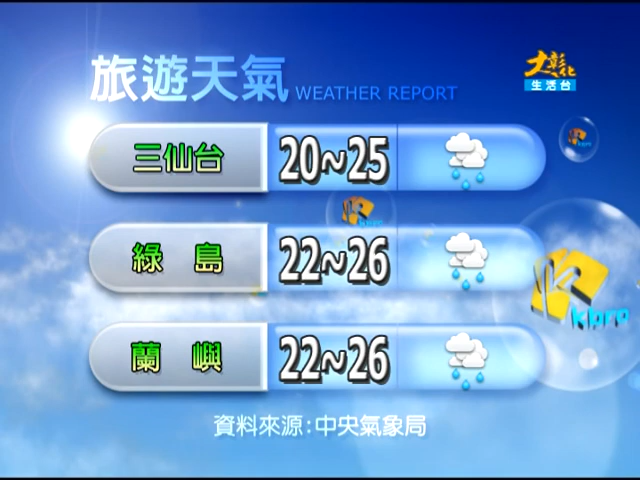 旅遊天氣 WEATHER REPORT
大彰化
生活台
三仙台 20~25
綠島 22~26
蘭嶼 22~26
kbro
資料來源:中央氣象局